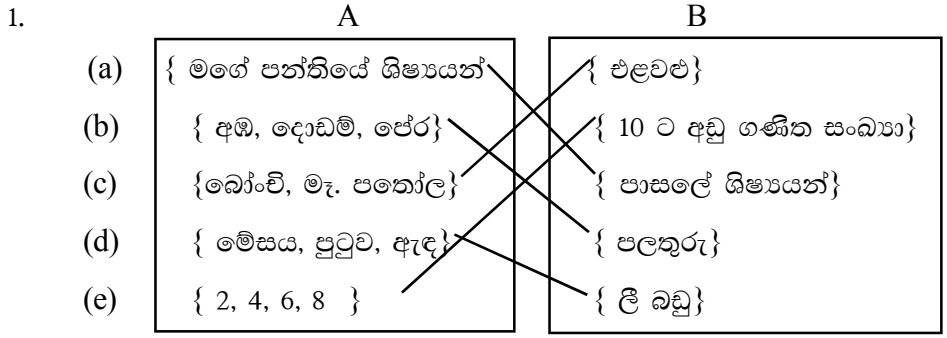 1. A B
(a) { මගේ පන්තියේ ශිෂ්‍යයන් { එළවළු}
(b) { අඹ, දොඩම්, පේර} { 10 ට අඩු ගණිත සංඛ්‍යා}
(c) {බෝංචි, මෑ. පතෝල} { පාසලේ ශිෂ්‍යයන්}
(d) { මේසය, පුටුව, ඇඳ} { පලතුරු}
(e) { 2, 4, 6, 8 } { ලී බඩු}